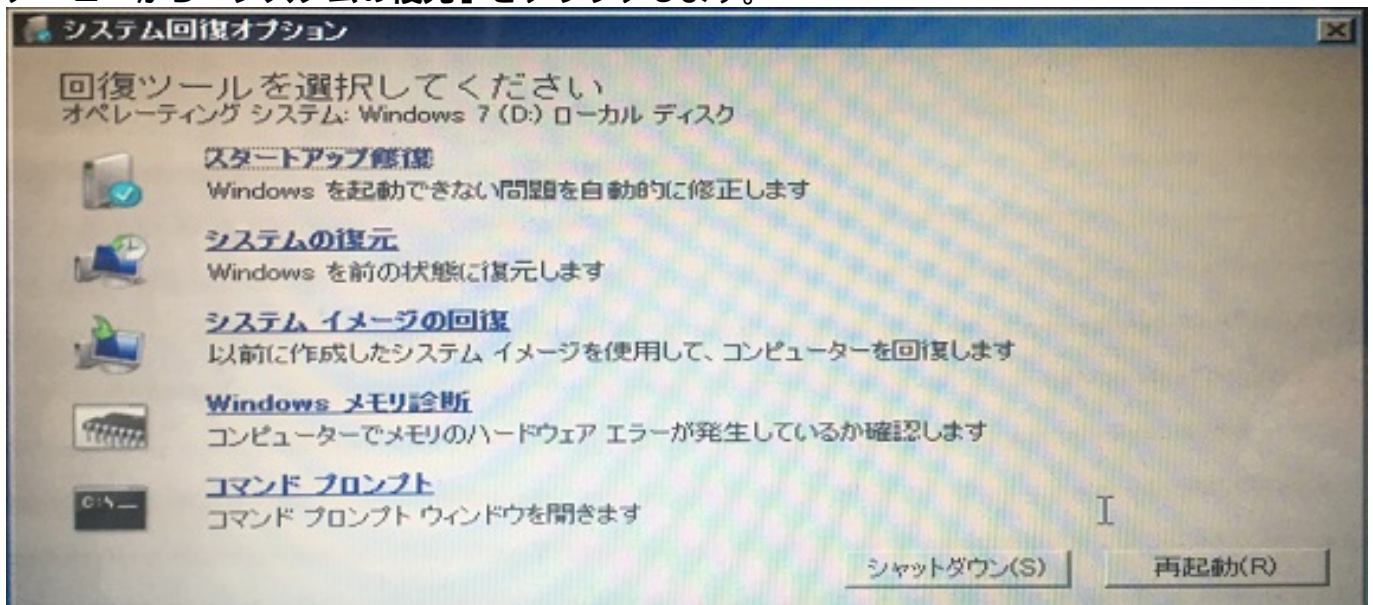 システム回復オプション
回復ツールを選択してください
オペレーティング システム: Windows 7 (D:) ローカル ディスク
スタートアップ修復
Windows を起動できない問題を自動的に修正します
システムの復元
Windows を前の状態に復元します
システム イメージの回復
以前に作成したシステム イメージを使用して、コンピューターを回復します
Windows メモリ診断
コンピューターでメモリのハードウェア エラーが発生しているか確認します
コマンド プロンプト
コマンド プロンプト ウィンドウを開きます
シャットダウン(S)
再起動(R)